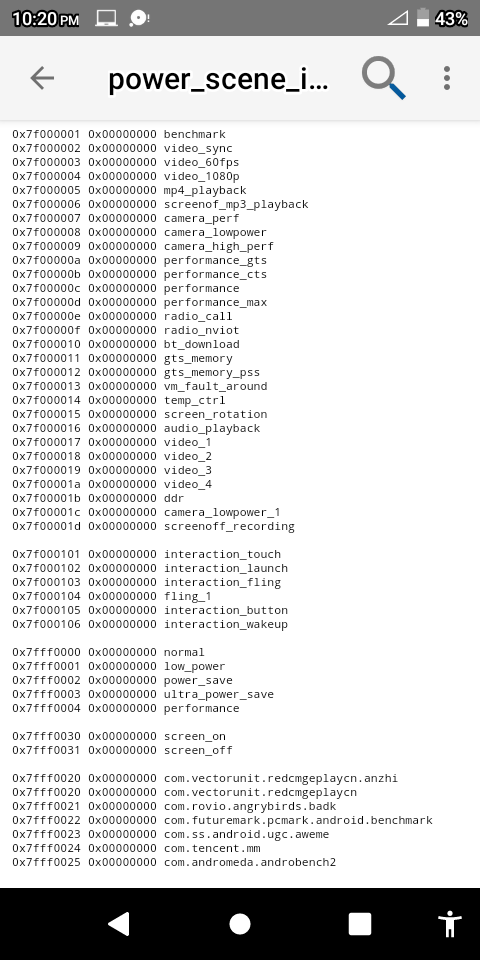 10:20 PM
43%
power_scene_i...
0x7f000001 0x00000000 benchmark
0x7f000002 0x00000000 video_sync
0x7f000003 0x00000000 video_60fps
0x7f000004 0x00000000 video_1080p
0x7f000005 0x00000000 mp4_playback
0x7f000006 0x00000000 screenof_mp3_playback
0x7f000007 0x00000000 camera_perf
0x7f000008 0x00000000 camera_lowpower
0x7f000009 0x00000000 camera_high_perf
0x7f00000a 0x00000000 performance_gts
0x7f00000b 0x00000000 performance_cts
0x7f00000c 0x00000000 performance
0x7f00000d 0x00000000 performance_max
0x7f00000e 0x00000000 radio_call
0x7f00000f 0x00000000 radio_nviot
0x7f000010 0x00000000 bt_download
0x7f000011 0x00000000 gts_memory
0x7f000012 0x00000000 gts_memory_pss
0x7f000013 0x00000000 vm_fault_around
0x7f000014 0x00000000 temp_ctrl
0x7f000015 0x00000000 screen_rotation
0x7f000016 0x00000000 audio_playback
0x7f000017 0x00000000 video_1
0x7f000018 0x00000000 video_2
0x7f000019 0x00000000 video_3
0x7f00001a 0x00000000 video_4
0x7f00001b 0x00000000 ddr
0x7f00001c 0x00000000 camera_lowpower_1
0x7f00001d 0x00000000 screenoff_recording
0x7f000101 0x00000000 interaction_touch
0x7f000102 0x00000000 interaction_launch
0x7f000103 0x00000000 interaction_fling
0x7f000104 0x00000000 fling_1
0x7f000105 0x00000000 interaction_button
0x7f000106 0x00000000 interaction_wakeup
0x7fff0000 0x00000000 normal
0x7fff0001 0x00000000 low_power
0x7fff0002 0x00000000 power_save
0x7fff0003 0x00000000 ultra_power_save
0x7fff0004 0x00000000 performance
0x7fff0030 0x00000000 screen_on
0x7fff0031 0x00000000 screen_off
0x7fff0020 0x00000000 com.vectorunit.redcmgeplaycn.anzhi
0x7fff0020 0x00000000 com.vectorunit.redcmgeplaycn
0x7fff0021 0x00000000 com.rovio.angrybirds.badk
0x7fff0022 0x00000000 com.futuremark.pcmark.android.benchmark
0x7fff0023 0x00000000 com.ss.android.ugc.aweme
0x7fff0024 0x00000000 com.tencent.mm
0x7fff0025 0x00000000 com.andromeda.androbench2